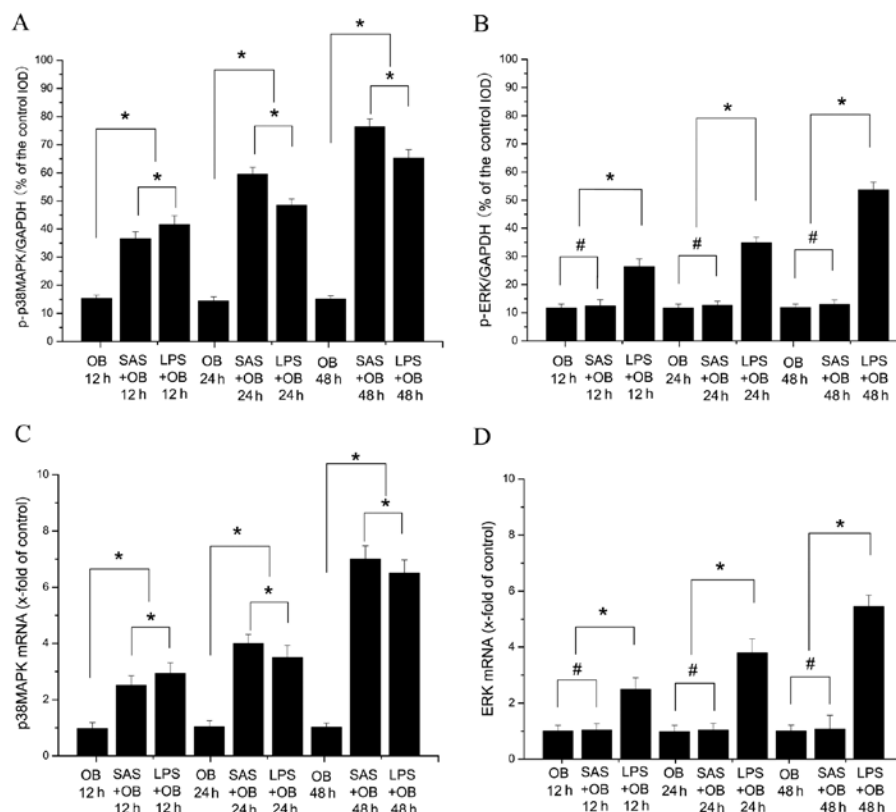 A
p-p38MAPK/GAPDH (% of the control IOD)
100
90
80
70
60
50
40
30
20
10
0
*
*
*
*
*
*
OB SAS LPS OB SAS LPS OB SAS LPS
12 h +OB +OB 24 h +OB +OB 48 h +OB +OB
12 h 12 h 24 h 24 h 48 h 48 h
B
p-ERK/GAPDH (% of the control IOD)
100
90
80
70
60
50
40
30
20
10
0
*
*
*
#
#
#
OB SAS LPS OB SAS LPS OB SAS LPS
12 h +OB +OB 24 h +OB +OB 48 h +OB +OB
12 h 12 h 24 h 24 h 48 h 48 h
C
p38MAPK mRNA (x-fold of control)
10
8
6
4
2
0
*
*
*
*
*
*
OB SAS LPS OB SAS LPS OB SAS LPS
12 h +OB +OB 24 h +OB +OB 48 h +OB +OB
12 h 12 h 24 h 24 h 48 h 48 h
D
ERK mRNA (x-fold of control)
10
8
6
4
2
0
*
*
*
#
#
#
OB SAS LPS OB SAS LPS OB SAS LPS
12 h +OB +OB 24 h +OB +OB 48 h +OB +OB
12 h 12 h 24 h 24 h 48 h 48 h